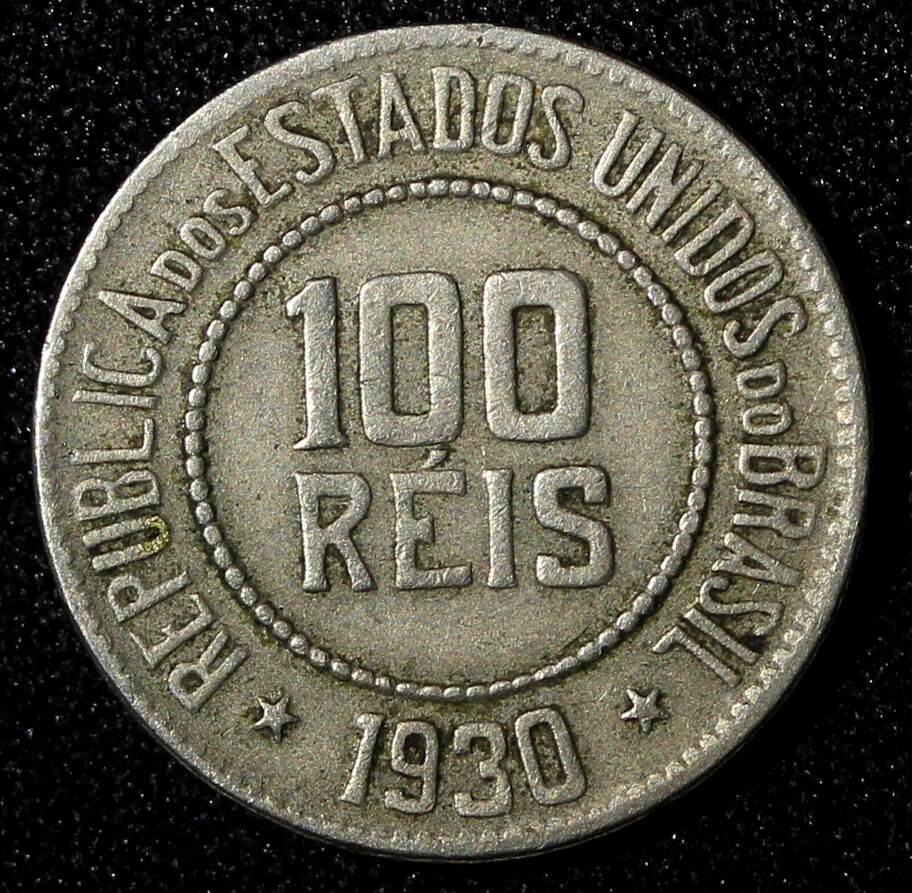 REPUBLICA DOS ESTADOS UNIDOS DO BRASIL
100
RÉIS
1930